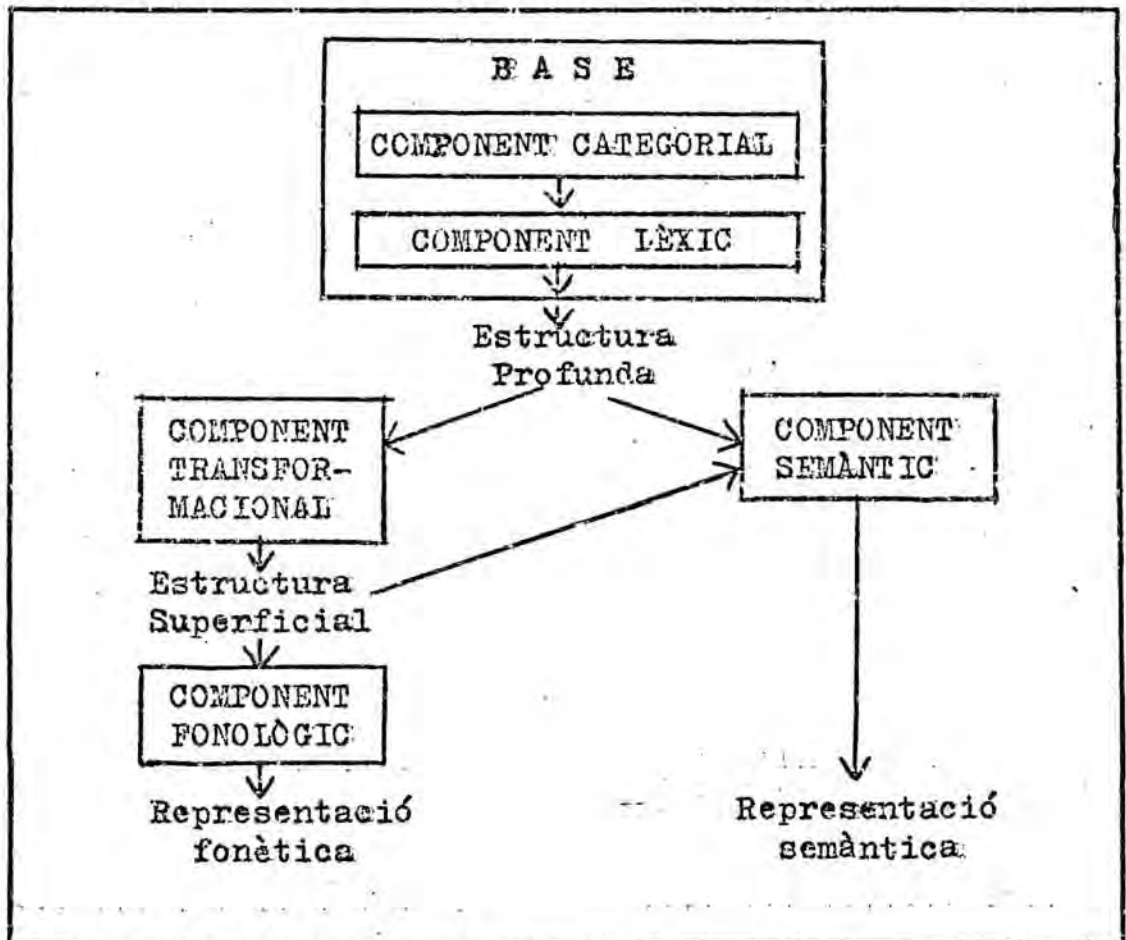 B A S E
COMPONENT CATEGORIAL
COMPONENT LÈXIC
Estructura
Profunda
COMPONENT
TRANSFOR-
MACIONAL
COMPONENT
SEMÀNTIC
Estructura
Superficial
COMPONENT
FONOLÒGIC
Representació
fonètica
Representació
semàntica